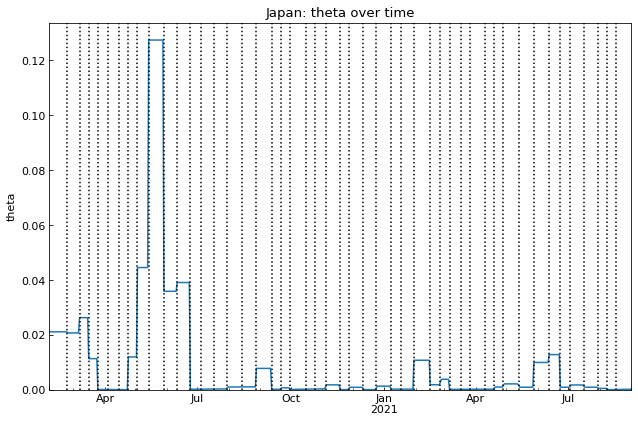 Japan: theta over time
theta
0.12
0.10
0.08
0.06
0.04
0.02
0.00
Apr
Jul
Oct
Jan
2021
Apr
Jul